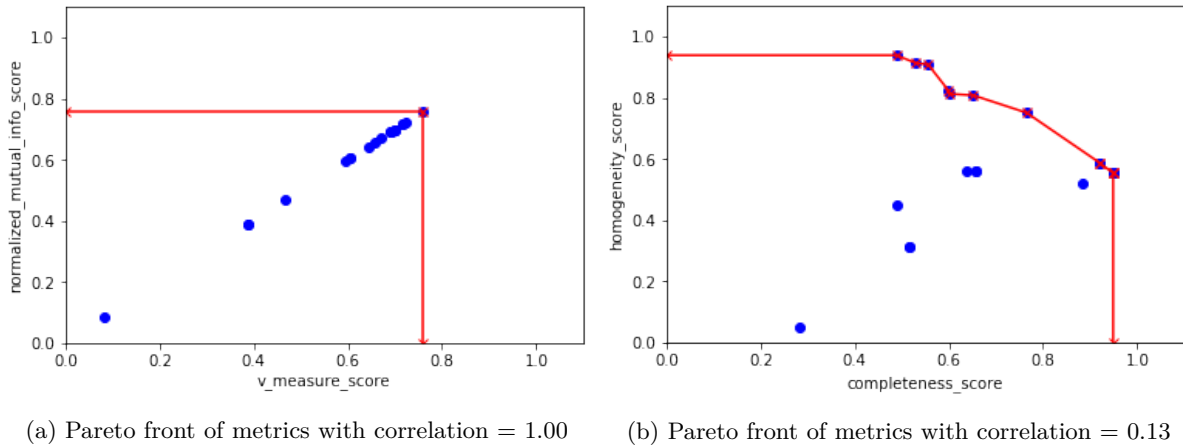 1.0
0.8
0.6
0.4
0.2
0.0
normalized_mutual_info_score
0.0 0.2 0.4 0.6 0.8 1.0
v_measure_score
(a) Pareto front of metrics with correlation = 1.00
1.0
0.8
0.6
0.4
0.2
0.0
homogeneity_score
0.0 0.2 0.4 0.6 0.8 1.0
completeness_score
(b) Pareto front of metrics with correlation = 0.13